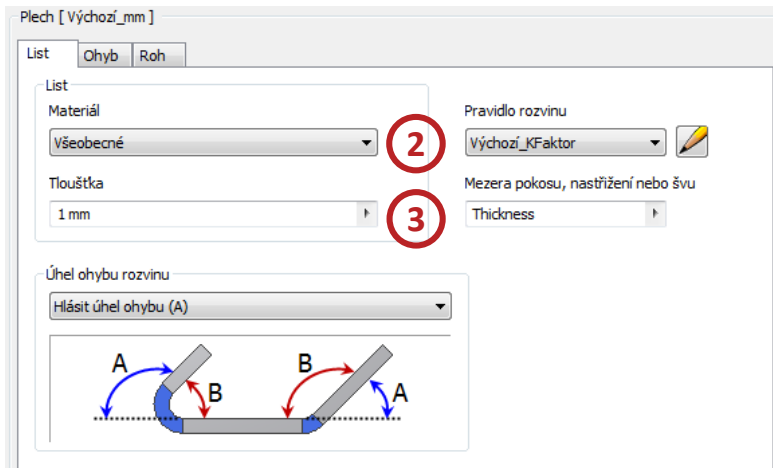 Plech [ Výchozí_mm ]
List Ohyb Roh
List
Materiál
Všeobecné
2
Tloušťka
1 mm
3
Pravidlo rozvinu
Výchozí_KFaktor
Mezera pokosu, nastřižení nebo švu
Thickness
Úhel ohybu rozvinu
Hlásit úhel ohybu (A)
A B B A